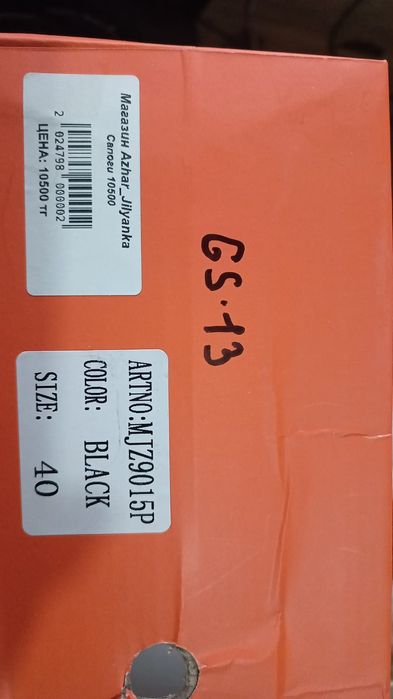 Магазин Azhar_Jilyanka
Сапоги 10500
2 024798 000002
ЦЕНА: 10500 тг
GS-13
ARTNO:MJZ9015P
COLOR: BLACK
SIZE: 40